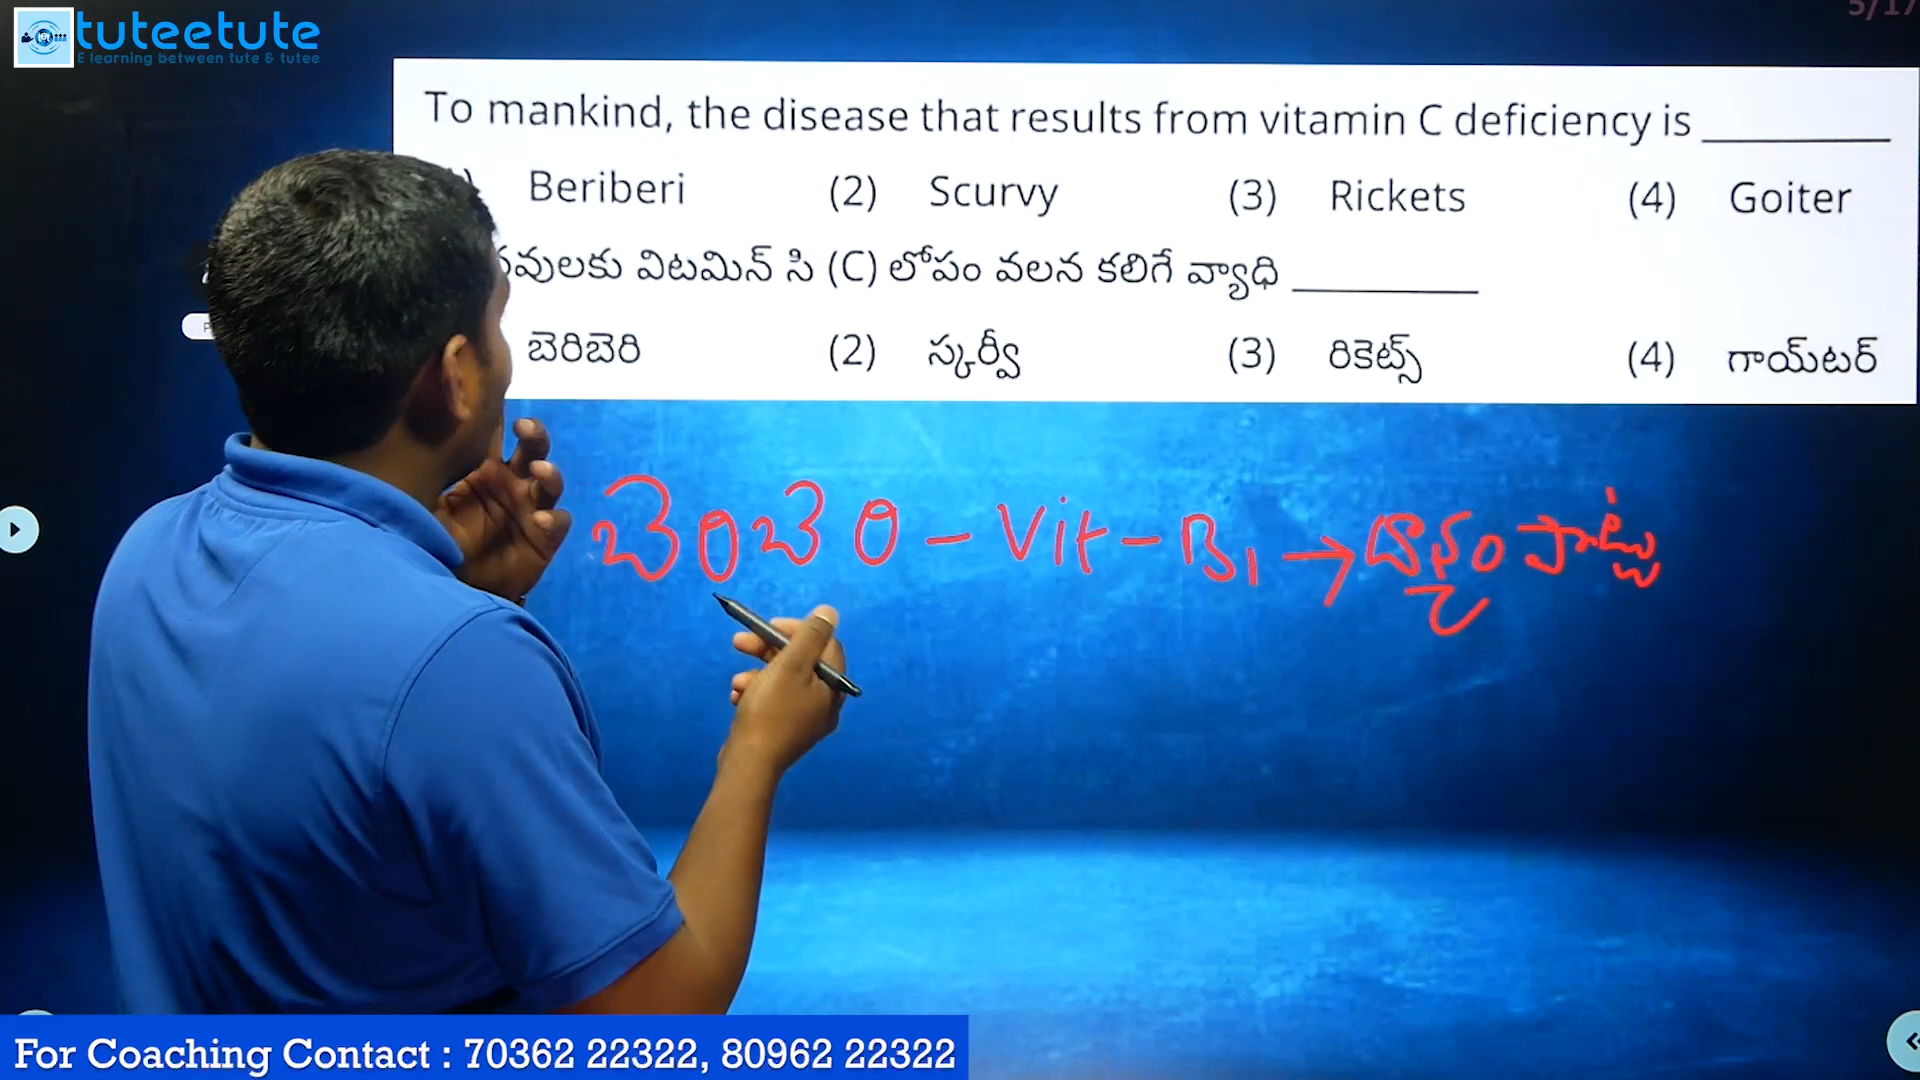 tuteetute
E learning between tute & tutee
5/17
To mankind, the disease that results from vitamin C deficiency is ________
Beriberi (2) Scurvy (3) Rickets (4) Goiter
విటమిన్ సి (C) లోపం వలన కలిగే వ్యాధి ________
బెరిబెరి (2) స్కర్వీ (3) రికెట్స్ (4) గాయ్‌టర్
బెరిబెరి - Vit - B1 →
For Coaching Contact : 70362 22322, 80962 22322